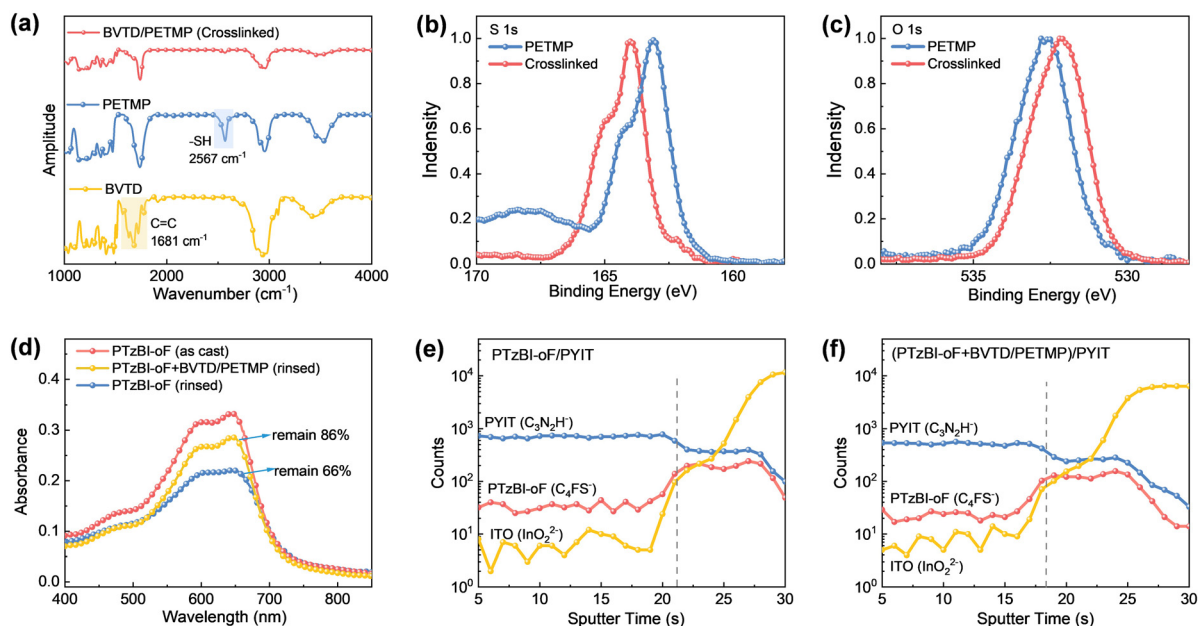 (a)
BVTD/PETMP (Crosslinked)
PETMP
-SH
2567 cm⁻¹
BVTD
C=C
1681 cm⁻¹
Amplitude
1000 2000 3000 4000
Wavenumber (cm⁻¹)
(b)
S 1s
PETMP
Crosslinked
Indensity
1.0
0.8
0.6
0.4
0.2
0.0
170 165 160
Binding Energy (eV)
(c)
O 1s
PETMP
Crosslinked
Indensity
1.0
0.8
0.6
0.4
0.2
0.0
535 530
Binding Energy (eV)
(d)
PTzBI-oF (as cast)
PTzBI-oF+BVTD/PETMP (rinsed)
PTzBI-oF (rinsed)
remain 86%
remain 66%
Absorbance
0.4
0.3
0.2
0.1
0.0
400 500 600 700 800
Wavelength (nm)
(e)
PTzBI-oF/PYIT
PYIT (C₃N₂H⁻)
PTzBI-oF (C₄FS⁻)
ITO (InO₂²⁻)
Counts
10⁴
10³
10²
10¹
10⁰
5 10 15 20 25 30
Sputter Time (s)
(f)
(PTzBI-oF+BVTD/PETMP)/PYIT
PYIT (C₃N₂H⁻)
PTzBI-oF (C₄FS⁻)
ITO (InO₂²⁻)
Counts
10⁴
10³
10²
10¹
10⁰
5 10 15 20 25 30
Sputter Time (s)